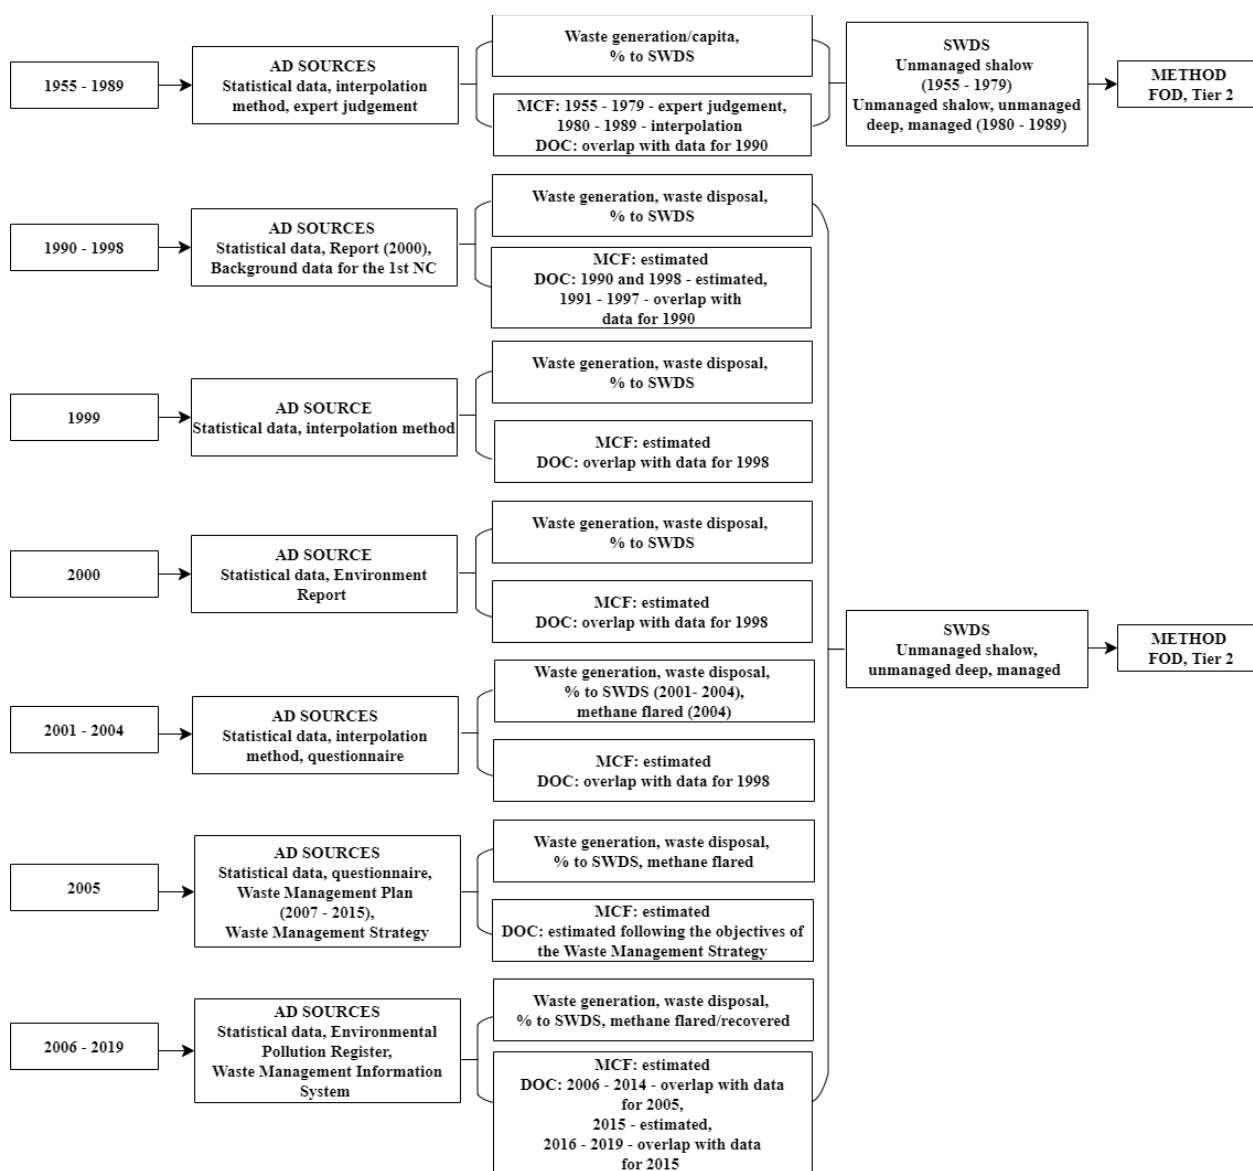 1955 - 1989
AD SOURCES
Statistical data, interpolation
method, expert judgement
Waste generation/capita,
% to SWDS
MCF: 1955 - 1979 - expert judgement,
1980 - 1989 - interpolation
DOC: overlap with data for 1990
SWDS
Unmanaged shalow
(1955 - 1979)
Unmanaged shalow, unmanaged
deep, managed (1980 - 1989)
METHOD
FOD, Tier 2
1990 - 1998
AD SOURCES
Statistical data, Report (2000),
Background data for the 1st NC
Waste generation, waste disposal,
% to SWDS
MCF: estimated
DOC: 1990 and 1998 - estimated,
1991 - 1997 - overlap with
data for 1990
1999
AD SOURCE
Statistical data, interpolation method
Waste generation, waste disposal,
% to SWDS
MCF: estimated
DOC: overlap with data for 1998
2000
AD SOURCE
Statistical data, Environment
Report
Waste generation, waste disposal,
% to SWDS
MCF: estimated
DOC: overlap with data for 1998
SWDS
Unmanaged shalow,
unmanaged deep, managed
METHOD
FOD, Tier 2
2001 - 2004
AD SOURCES
Statistical data, interpolation
method, questionnaire
Waste generation, waste disposal,
% to SWDS (2001- 2004),
methane flared (2004)
MCF: estimated
DOC: overlap with data for 1998
2005
AD SOURCES
Statistical data, questionnaire,
Waste Management Plan
(2007 - 2015),
Waste Management Strategy
Waste generation, waste disposal,
% to SWDS, methane flared
MCF: estimated
DOC: estimated following the objectives of
the Waste Management Strategy
2006 - 2019
AD SOURCES
Statistical data, Environmental
Pollution Register,
Waste Management Information
System
Waste generation, waste disposal,
% to SWDS, methane flared/recovered
MCF: estimated
DOC: 2006 - 2014 - overlap with data
for 2005,
2015 - estimated,
2016 - 2019 - overlap with data
for 2015